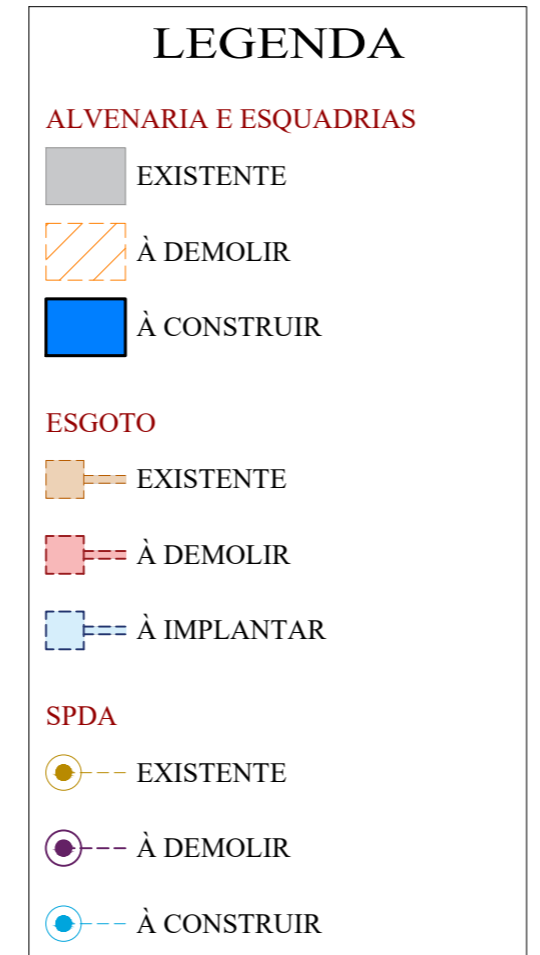 LEGENDA
ALVENARIA E ESQUADRIAS
EXISTENTE
À DEMOLIR
À CONSTRUIR
ESGOTO
EXISTENTE
À DEMOLIR
À IMPLANTAR
SPDA
EXISTENTE
À DEMOLIR
À CONSTRUIR